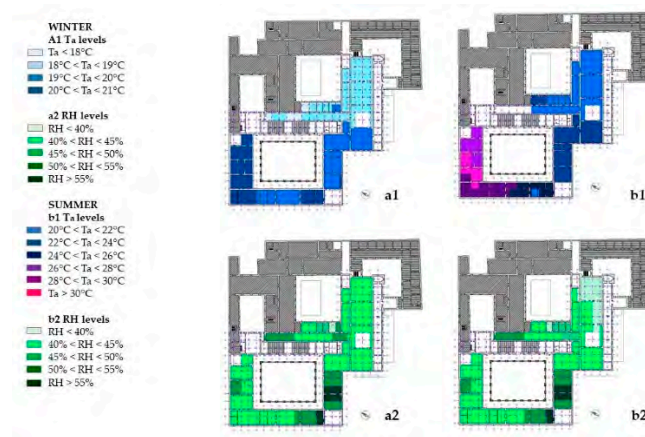 WINTER
A1 Ta levels
Ta < 18°C
18°C < Ta < 19°C
19°C < Ta < 20°C
20°C < Ta < 21°C
a2 RH levels
RH < 40%
40% < RH < 45%
45% < RH < 50%
50% < RH < 55%
RH > 55%
SUMMER
b1 Ta levels
20°C < Ta < 22°C
22°C < Ta < 24°C
24°C < Ta < 26°C
26°C < Ta < 28°C
28°C < Ta < 30°C
Ta > 30°C
b2 RH levels
RH < 40%
40% < RH < 45%
45% < RH < 50%
50% < RH < 55%
RH > 55%
a1
b1
a2
b2